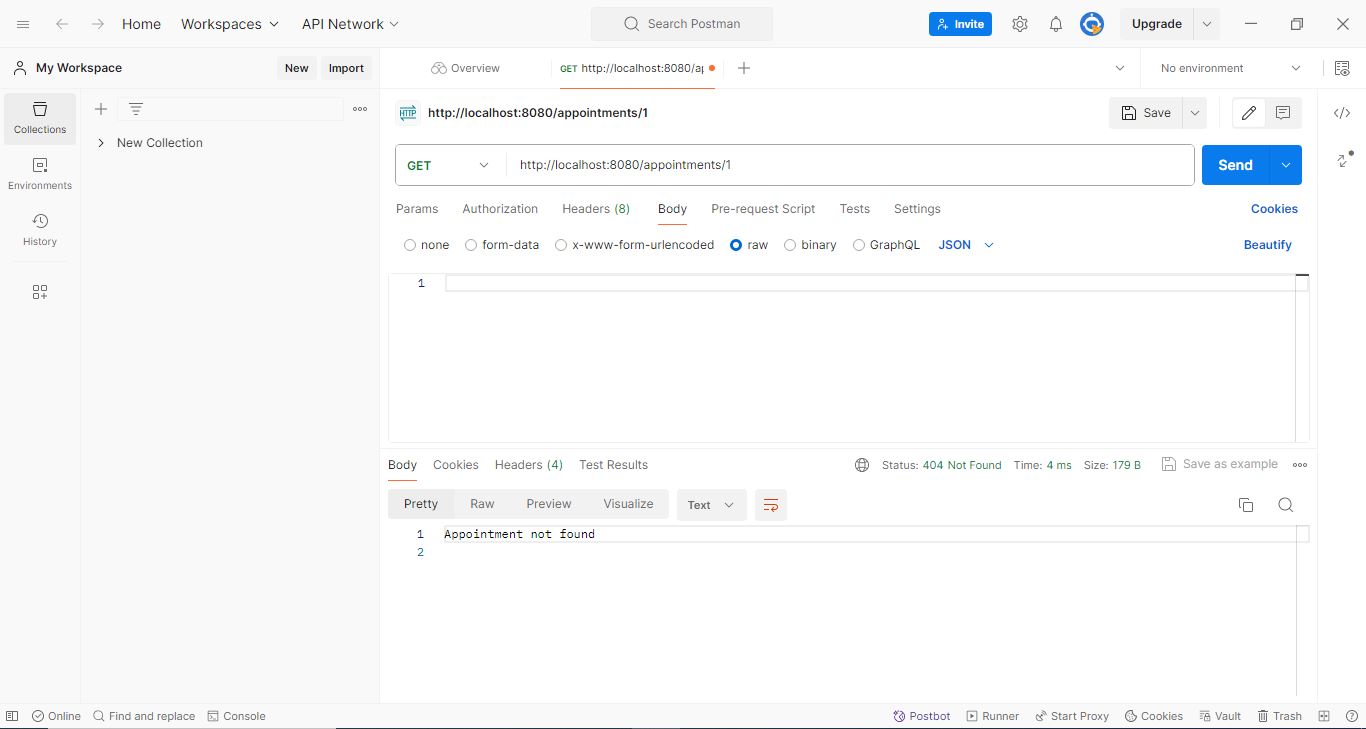 Home Workspaces API Network Search Postman Invite Upgrade
My Workspace New Import Overview GET http://localhost:8080/ap No environment
Collections
Environments
History
New Collection
HTTP http://localhost:8080/appointments/1 Save
GET http://localhost:8080/appointments/1 Send
Params Authorization Headers (8) Body Pre-request Script Tests Settings Cookies
none form-data x-www-form-urlencoded raw binary GraphQL JSON Beautify
1
Body Cookies Headers (4) Test Results Status: 404 Not Found Time: 4 ms Size: 179 B Save as example
Pretty Raw Preview Visualize Text
1 Appointment not found
2
Online Find and replace Console Postbot Runner Start Proxy Cookies Vault Trash